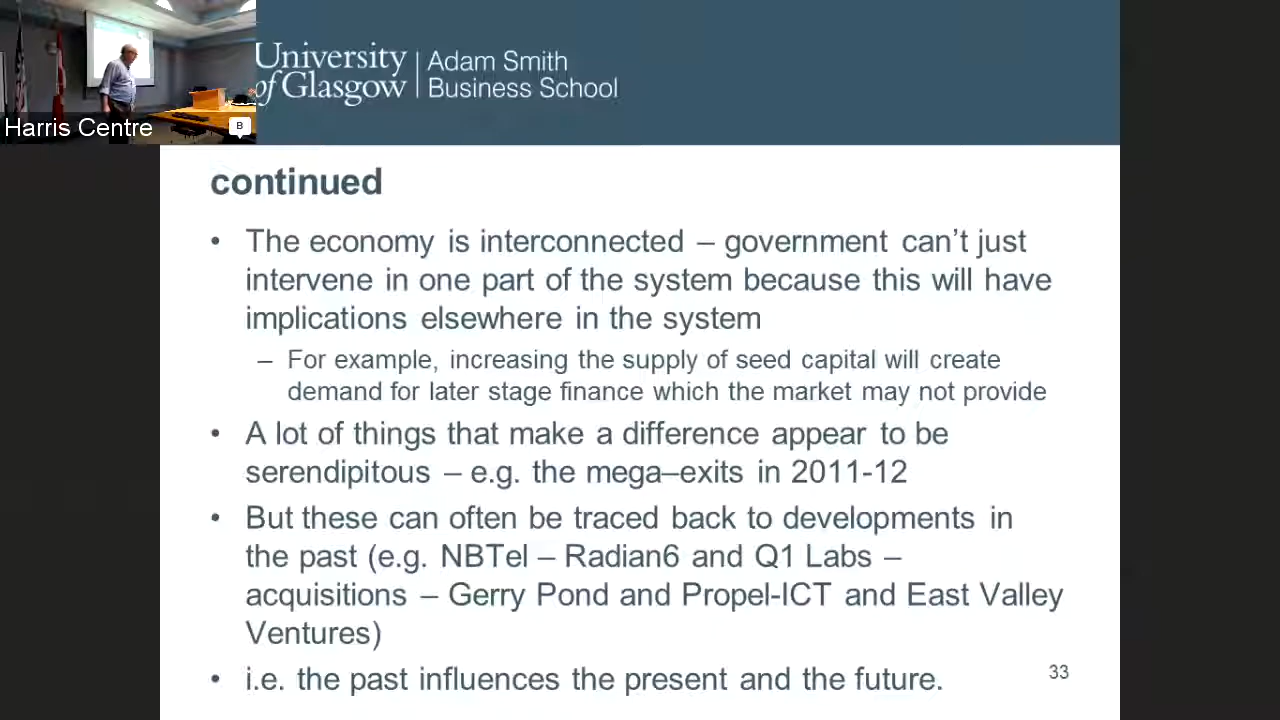 University
of Glasgow
Adam Smith
Business School
Harris Centre
B
continued
• The economy is interconnected – government can’t just
intervene in one part of the system because this will have
implications elsewhere in the system
– For example, increasing the supply of seed capital will create
demand for later stage finance which the market may not provide
• A lot of things that make a difference appear to be
serendipitous – e.g. the mega–exits in 2011-12
• But these can often be traced back to developments in
the past (e.g. NBTel – Radian6 and Q1 Labs –
acquisitions – Gerry Pond and Propel-ICT and East Valley
Ventures)
• i.e. the past influences the present and the future.
33